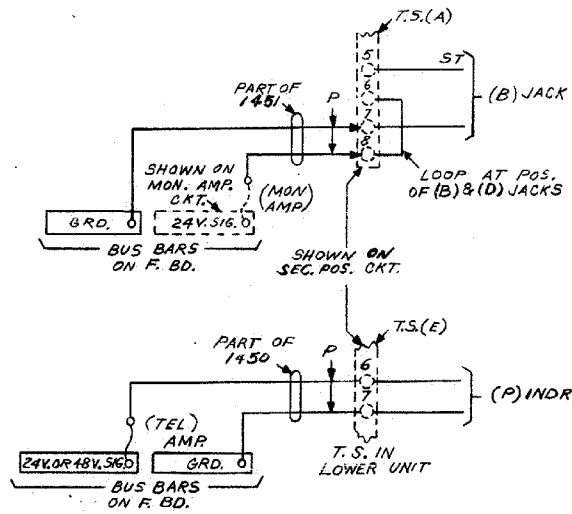 T.S.(A)
5
ST
6
(B) JACK
PART OF
1451
P
7
8
SHOWN ON
MON. AMP.
CKT.
(MON)
AMP.
LOOP AT POS.
OF (B) & (D) JACKS
GRD.
24V. SIG.
BUS BARS
ON F. BD.
SHOWN ON
SEC. POS. CKT.
T.S.(E)
PART OF
1450
P
6
7
(P) INDR
(TEL)
AMP.
24V. OR 48V. SIG.
GRD.
T. S. IN
LOWER UNIT
BUS BARS
ON F. BD.